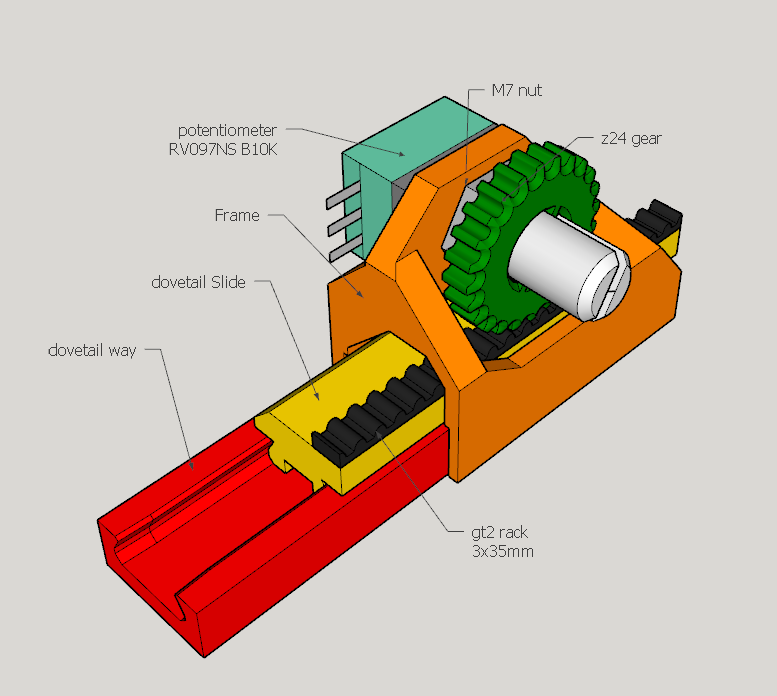 M7 nut
potentiometer
RV097NS B10K
z24 gear
Frame
dovetail Slide
dovetail way
gt2 rack
3x35mm